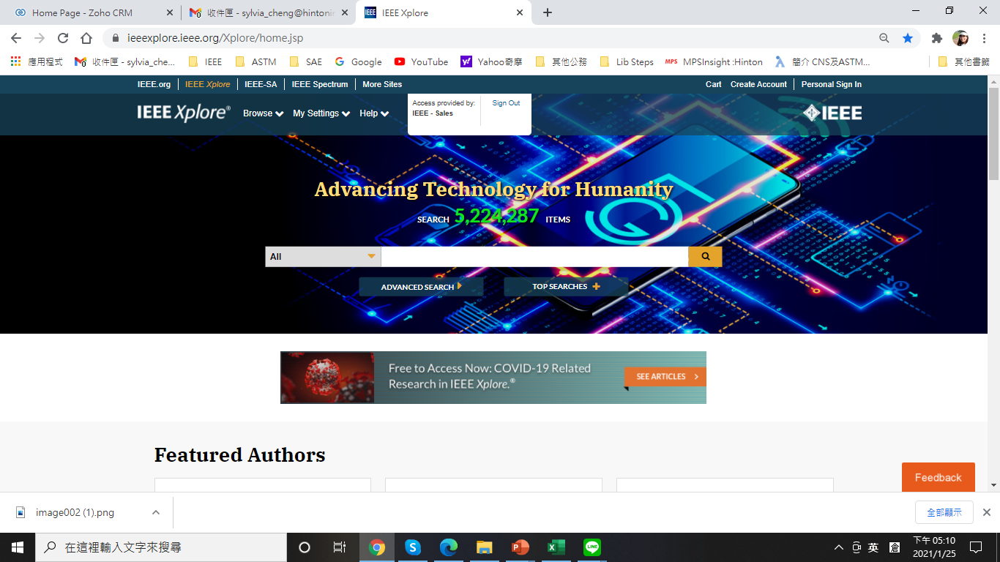 Home Page - Zoho CRM
收件匣 - sylvia_cheng@hintonin
IEEE Xplore
ieeexplore.ieee.org/Xplore/home.jsp
應用程式
收件匣 - sylvia_che...
IEEE
ASTM
SAE
Google
YouTube
Yahoo奇摩
其他公務
Lib Steps
MPS MPSInsight :Hinton
簡介 CNS及ASTM...
其他書籤
IEEE.org
IEEE Xplore
IEEE-SA
IEEE Spectrum
More Sites
Cart
Create Account
Personal Sign In
IEEE Xplore®
Browse
My Settings
Help
Access provided by:
IEEE - Sales
Sign Out
IEEE
Advancing Technology for Humanity
SEARCH 5,224,287 ITEMS
All
ADVANCED SEARCH
TOP SEARCHES
Free to Access Now: COVID-19 Related
Research in IEEE Xplore.®
SEE ARTICLES
Featured Authors
Feedback
image002 (1).png
全部顯示
在這裡輸入文字來搜尋
英
倉
下午 05:10
2021/1/25